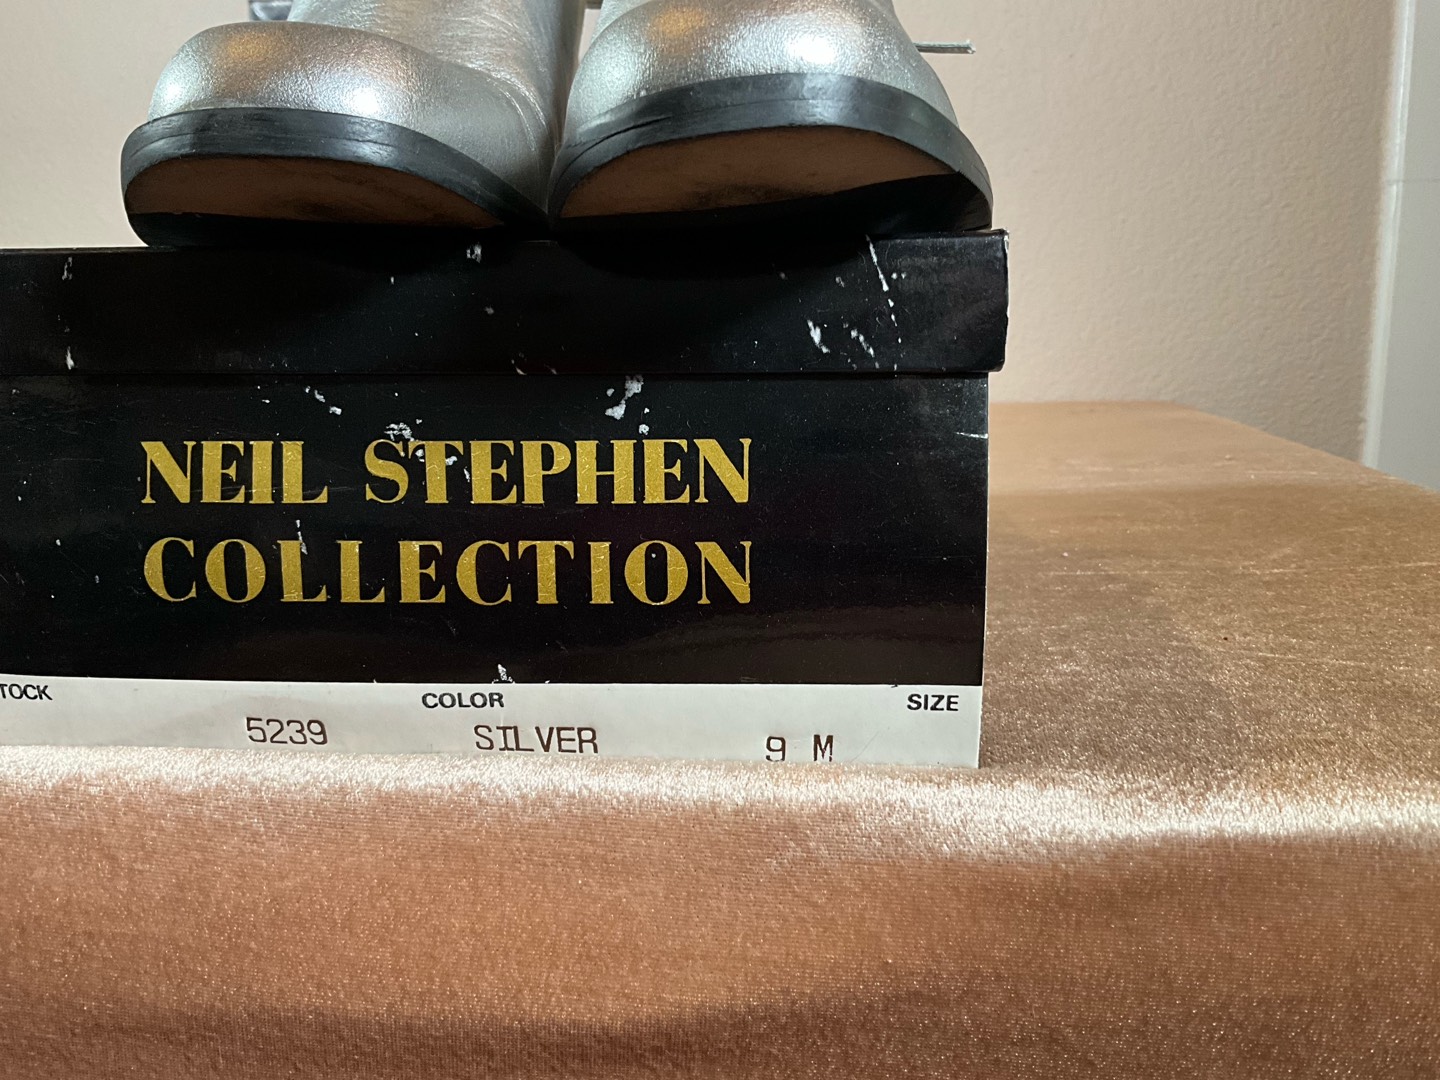 NEIL STEPHEN
COLLECTION
TOCK COLOR SIZE
5239 SILVER 9 M